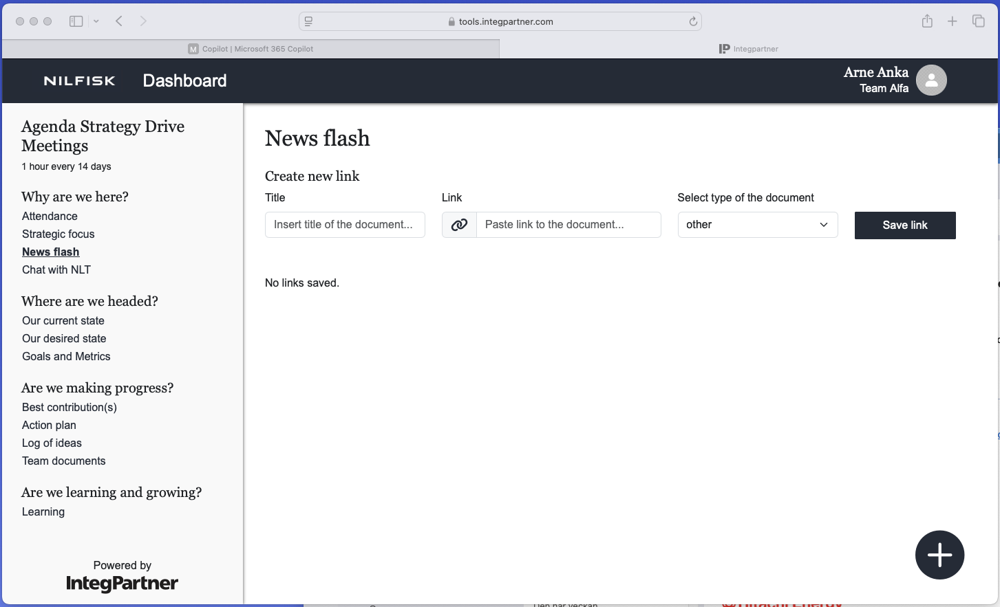 tools.integpartner.com
M Copilot | Microsoft 365 Copilot
IP Integpartner
NILFISK
Dashboard
Arne Anka
Team Alfa
Agenda Strategy Drive
Meetings
1 hour every 14 days
Why are we here?
Attendance
Strategic focus
News flash
Chat with NLT
Where are we headed?
Our current state
Our desired state
Goals and Metrics
Are we making progress?
Best contribution(s)
Action plan
Log of ideas
Team documents
Are we learning and growing?
Learning
Powered by
IntegPartner
News flash
Create new link
Title
Link
Select type of the document
Insert title of the document...
Paste link to the document...
other
Save link
No links saved.